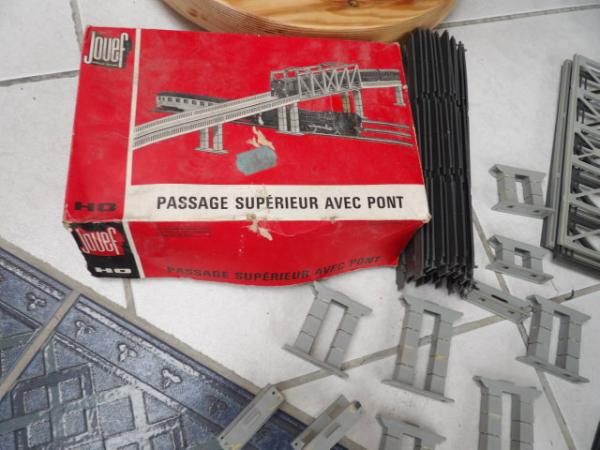 Jouef
HO
PASSAGE SUPÉRIEUR AVEC PONT
Jouef
HO
PASSAGE SUPÉRIEUR AVEC PONT